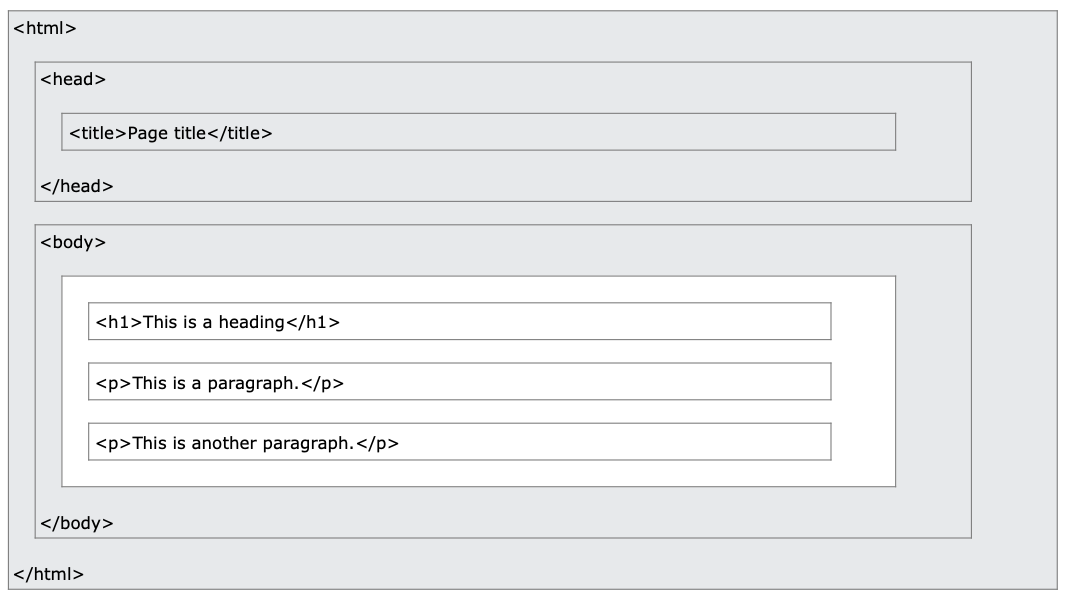 <html>
<head>
<title>Page title</title>
</head>
<body>
<h1>This is a heading</h1>
<p>This is a paragraph.</p>
<p>This is another paragraph.</p>
</body>
</html>